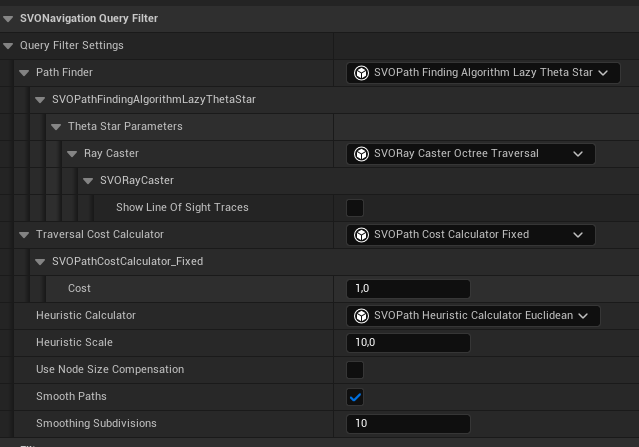 SVONavigation Query Filter
Query Filter Settings
Path Finder SVOPath Finding Algorithm Lazy Theta Star
SVOPathFindingAlgorithmLazyThetaStar
Theta Star Parameters
Ray Caster SVORay Caster Octree Traversal
SVORayCaster
Show Line Of Sight Traces
Traversal Cost Calculator SVOPath Cost Calculator Fixed
SVOPathCostCalculator_Fixed
Cost 1,0
Heuristic Calculator SVOPath Heuristic Calculator Euclidean
Heuristic Scale 10,0
Use Node Size Compensation
Smooth Paths
Smoothing Subdivisions 10